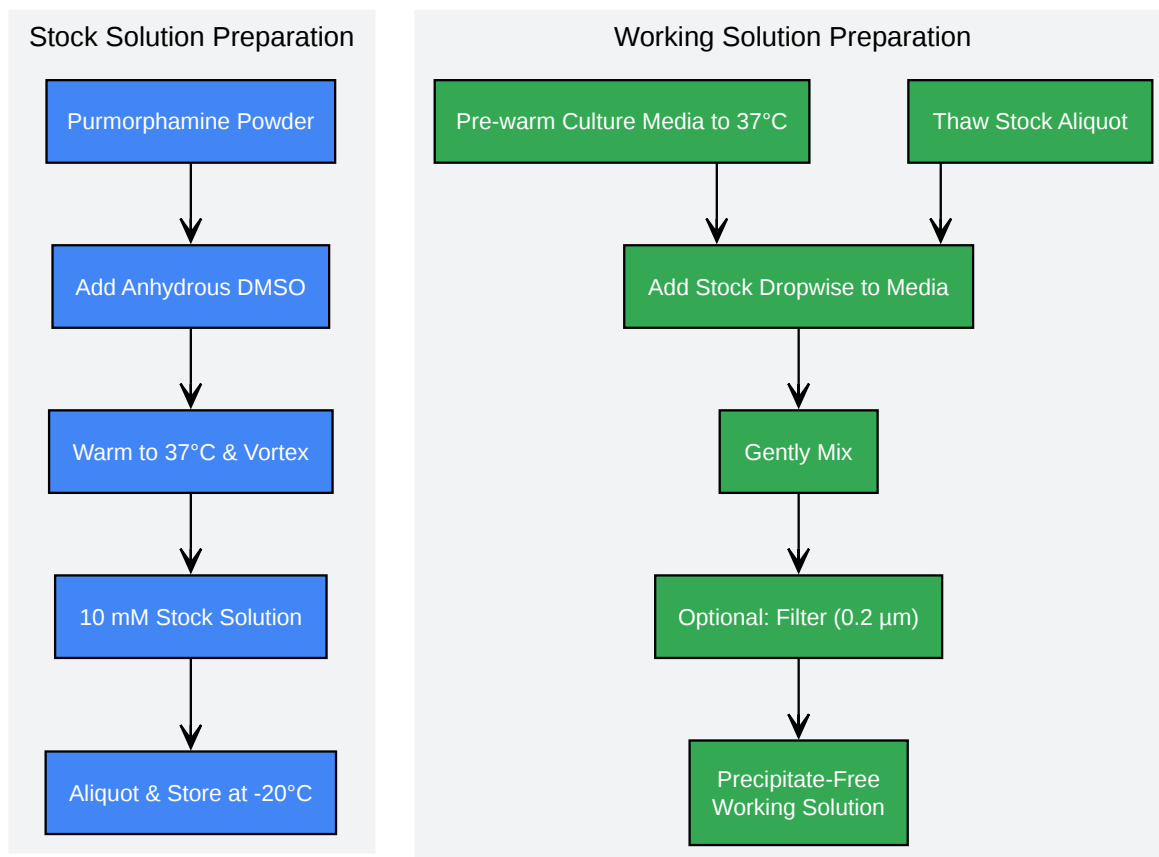 Stock Solution Preparation
Purmorphamine Powder
Add Anhydrous DMSO
Warm to 37°C & Vortex
10 mM Stock Solution
Aliquot & Store at -20°C
Working Solution Preparation
Pre-warm Culture Media to 37°C
Thaw Stock Aliquot
Add Stock Dropwise to Media
Gently Mix
Optional: Filter (0.2 µm)
Precipitate-Free
Working Solution